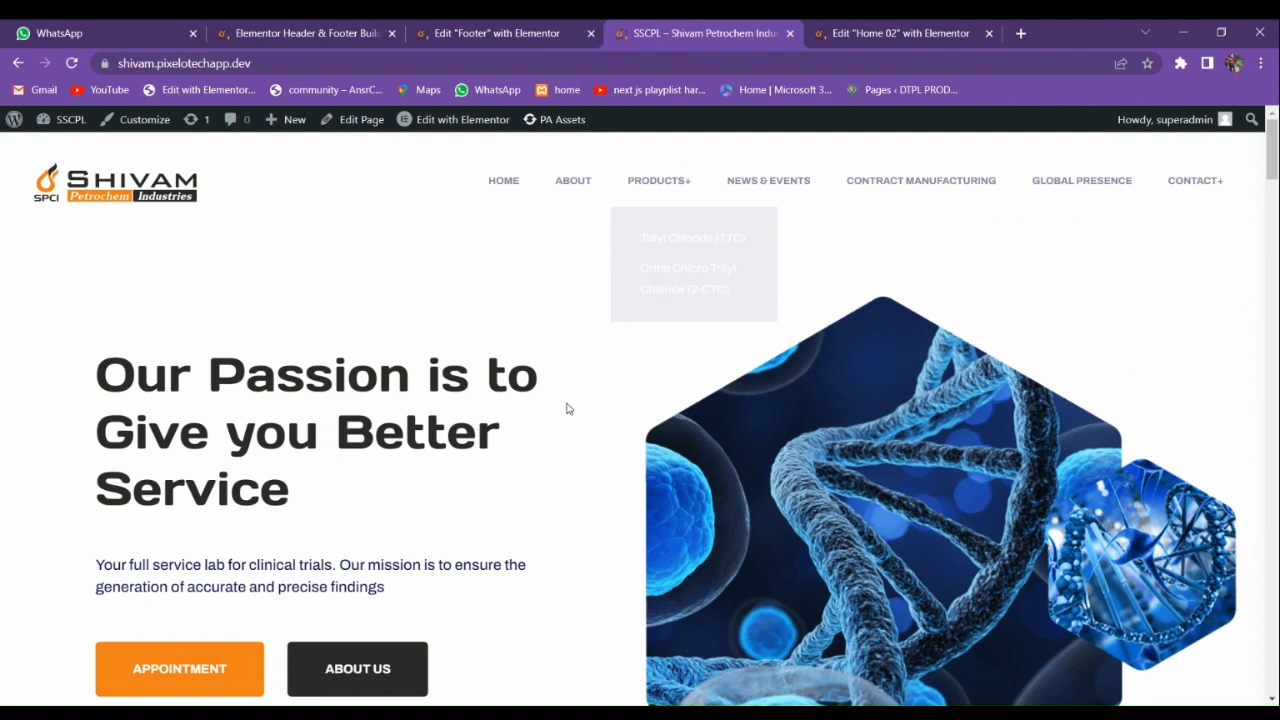 WhatsApp
Elementor Header & Footer Buil
Edit "Footer" with Elementor
SSCPL – Shivam Petrochem Indus
Edit "Home 02" with Elementor
shivam.pixelotechapp.dev
Gmail
YouTube
Edit with Elementor...
community – AnsrC...
Maps
WhatsApp
home
next js playlist har...
Home | Microsoft 3...
Pages ‹ DTPL PROD...
SSCPL
Customize
1
0
New
Edit Page
Edit with Elementor
PA Assets
Howdy, superadmin
SHIVAM
SPCI Petrochem Industries
HOME
ABOUT
PRODUCTS+
NEWS & EVENTS
CONTRACT MANUFACTURING
GLOBAL PRESENCE
CONTACT+
Trityl Chloride (TTC)
Ortho Chloro Trityl
Chloride (2-CTC)
Our Passion is to
Give you Better
Service
Your full service lab for clinical trials. Our mission is to ensure the
generation of accurate and precise findings
APPOINTMENT
ABOUT US